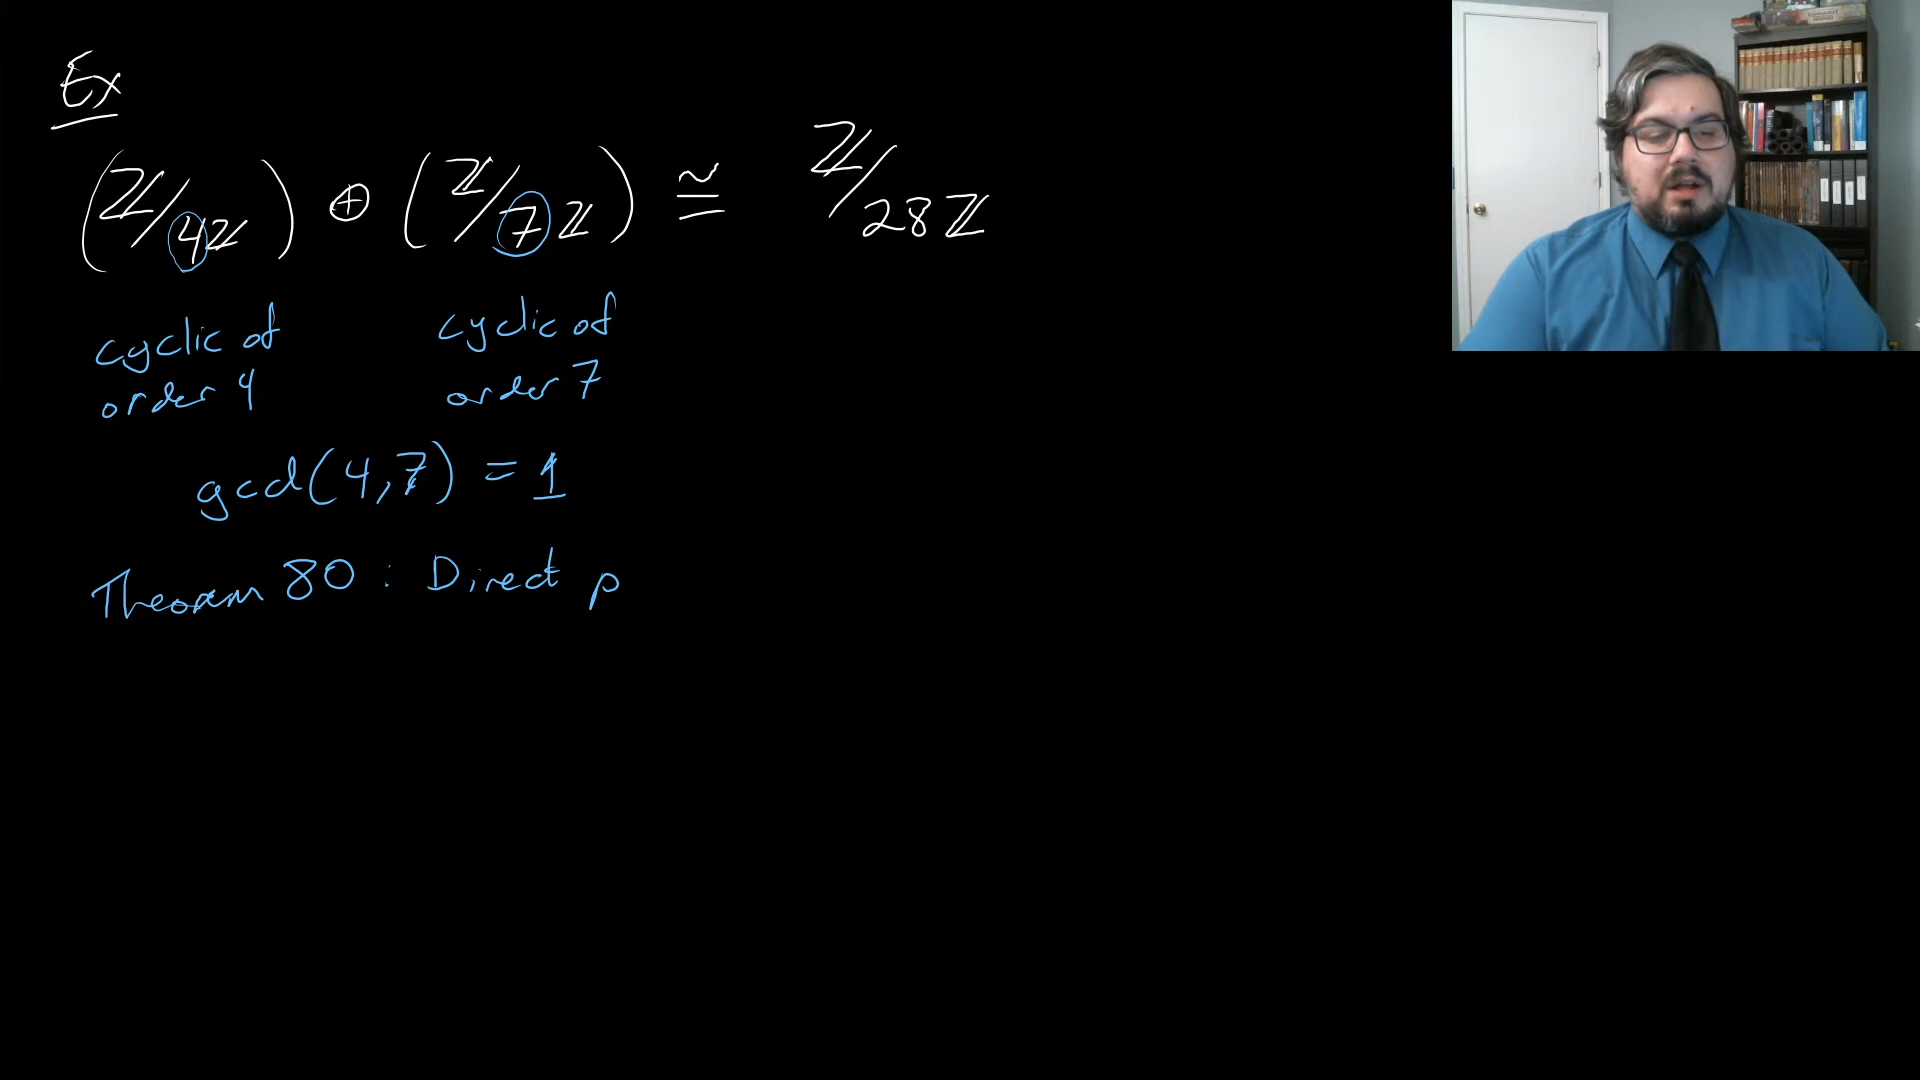 Ex
(ℤ/4ℤ) ⊕ (ℤ/7ℤ) ≅ ℤ/28ℤ
cyclic of cyclic of
order 4 order 7
gcd(4,7) = 1
Theorem 80 : Direct p